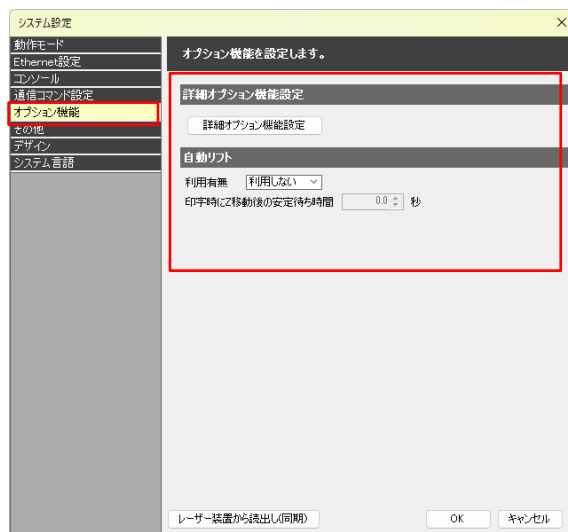 システム設定
動作モード
Ethernet設定
コンソール
通信コマンド設定
オプション機能
その他
デザイン
システム言語
オプション機能を設定します。
詳細オプション機能設定
詳細オプション機能設定
自動リフト
利用有無 利用しない
印字時にZ移動後の安定待ち時間 0.0 秒
レーザー装置から読出し(同期) OK キャンセル